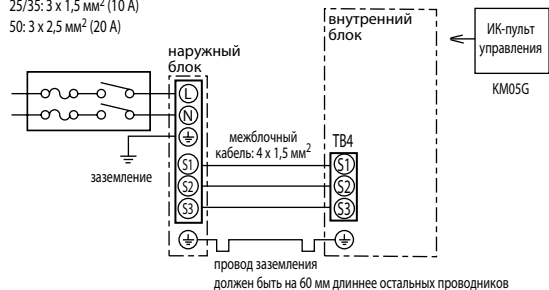 25/35: 3 x 1,5 мм² (10 А)
50: 3 x 2,5 мм² (20 А)
наружный
блок
внутренний
блок
ИК-пульт
управления
KM05G
L
N
заземление
межблочный
кабель: 4 x 1,5 мм²
TB4
S1
S2
S3
S1
S2
S3
провод заземления
должен быть на 60 мм длиннее остальных проводников